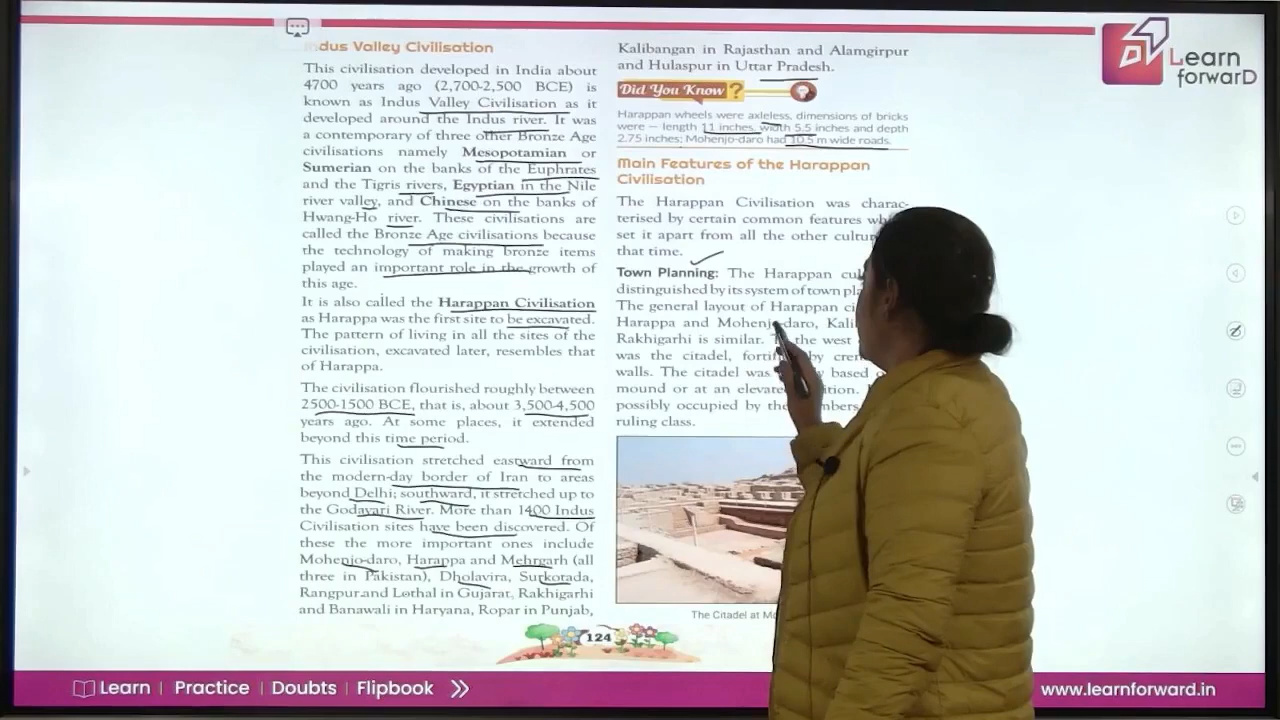 dus Valley Civilisation
This civilisation developed in India about
4700 years ago (2,700-2,500 BCE) is
known as Indus Valley Civilisation as it
developed around the Indus river. It was
a contemporary of three other Bronze Age
civilisations namely Mesopotamian or
Sumerian on the banks of the Euphrates
and the Tigris rivers, Egyptian in the Nile
river valley, and Chinese on the banks of
Hwang-Ho river. These civilisations are
called the Bronze Age civilisations because
the technology of making bronze items
played an important role in the growth of
this age.
It is also called the Harappan Civilisation
as Harappa was the first site to be excavated.
The pattern of living in all the sites of the
civilisation, excavated later, resembles that
of Harappa.
The civilisation flourished roughly between
2500-1500 BCE, that is, about 3,500-4,500
years ago. At some places, it extended
beyond this time period.
This civilisation stretched eastward from
the modern-day border of Iran to areas
beyond Delhi; southward, it stretched up to
the Godavari River. More than 1400 Indus
Civilisation sites have been discovered. Of
these the more important ones include
Mohenjo-daro, Harappa and Mehrgarh (all
three in Pakistan), Dholavira, Surkotada,
Rangpur and Lothal in Gujarat, Rakhigarhi
and Banawali in Haryana, Ropar in Punjab,
Kalibangan in Rajasthan and Alamgirpur
and Hulaspur in Uttar Pradesh.
Did You Know ?
Harappan wheels were axleless, dimensions of bricks
were – length 11 inches, width 5.5 inches and depth
2.75 inches; Mohenjo-daro had 10.5 m wide roads.
Main Features of the Harappan
Civilisation
The Harappan Civilisation was charac-
terised by certain common features
set it apart from all the other
that time.
Town Planning: The Harappan
distinguished by its system of town
The general layout of Harappan
Harappa and Mohenjo-daro,
Rakhigarhi is similar. the west
was the citadel, by
walls. The citadel was based
mound or at an
possibly occupied by the
ruling class.
The Citadel at
124
Learn
forwarD
Learn | Practice | Doubts | Flipbook
www.learnforward.in